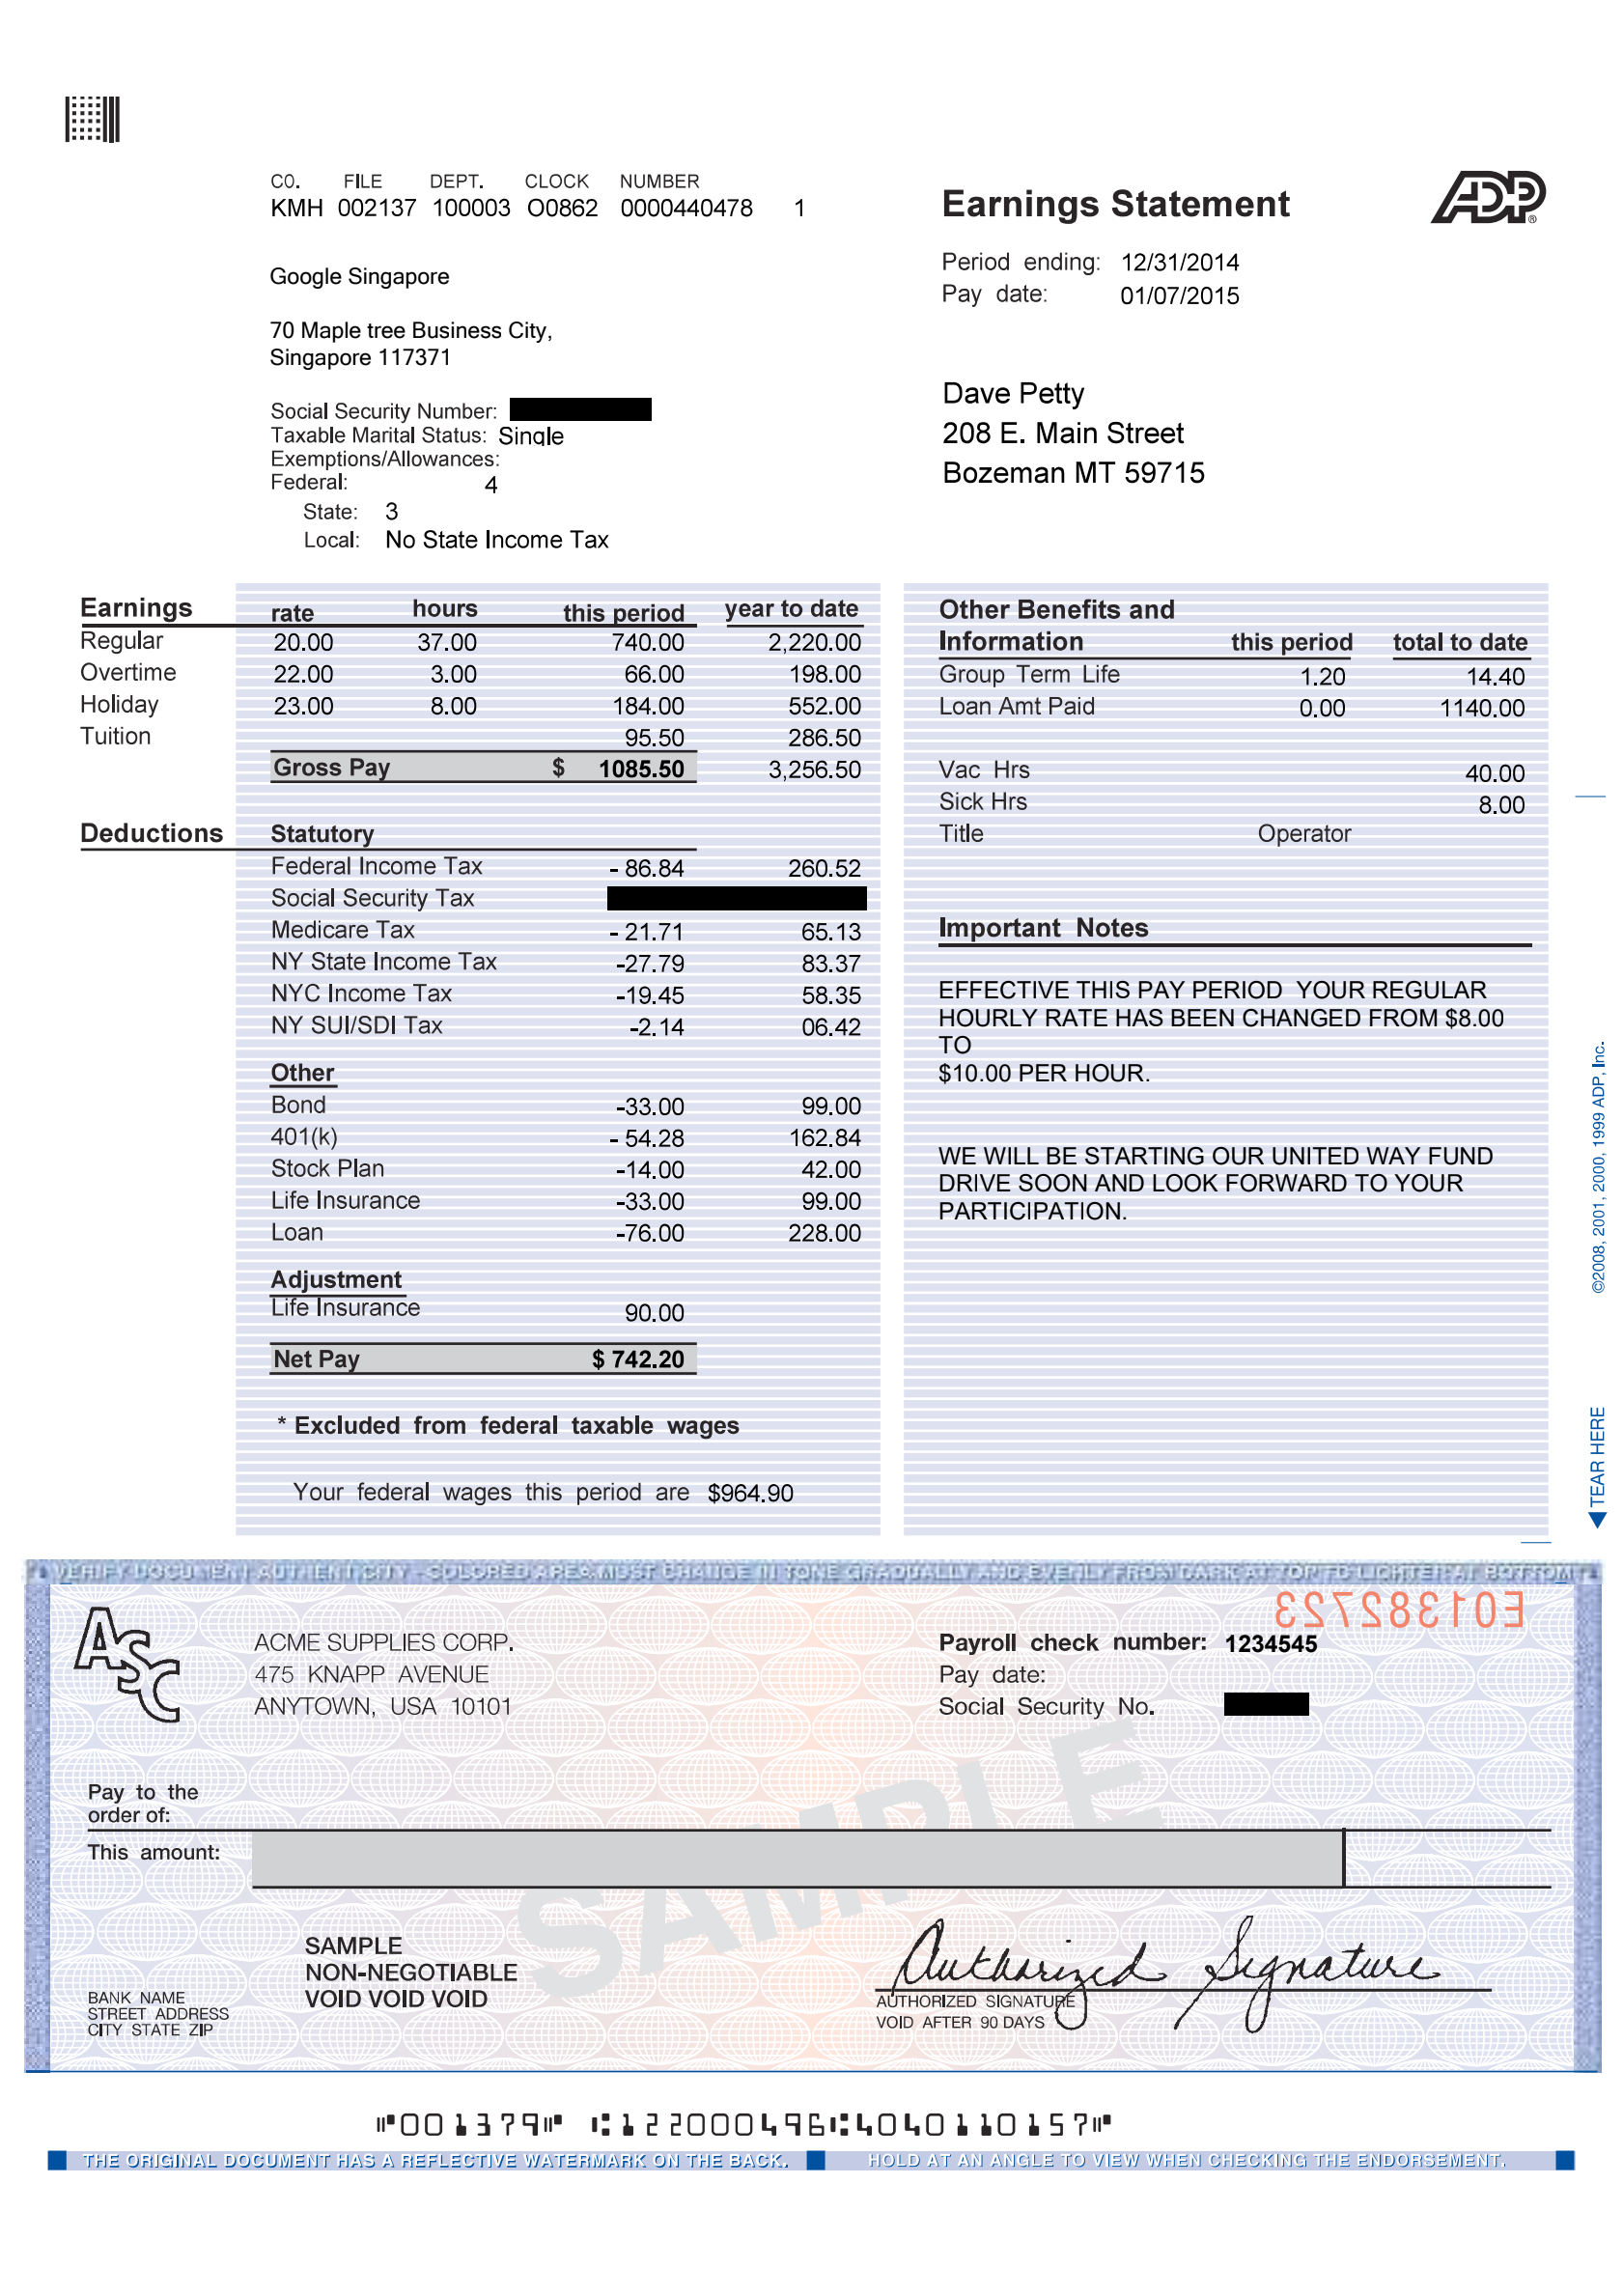 CO. FILE DEPT. CLOCK NUMBER
KMH 002137 100003 O0862 0000440478 1
Earnings Statement
ADP®
Period ending: 12/31/2014
Pay date: 01/07/2015
Google Singapore
70 Maple tree Business City,
Singapore 117371
Social Security Number:
Taxable Marital Status: Single
Exemptions/Allowances:
Federal: 4
State: 3
Local: No State Income Tax
Dave Petty
208 E. Main Street
Bozeman MT 59715
Earnings rate hours this period year to date
Regular 20.00 37.00 740.00 2,220.00
Overtime 22.00 3.00 66.00 198.00
Holiday 23.00 8.00 184.00 552.00
Tuition 95.50 286.50
Gross Pay $ 1085.50 3,256.50
Deductions Statutory
Federal Income Tax - 86.84 260.52
Social Security Tax
Medicare Tax - 21.71 65.13
NY State Income Tax -27.79 83.37
NYC Income Tax -19.45 58.35
NY SUI/SDI Tax -2.14 06.42
Other
Bond -33.00 99.00
401(k) - 54.28 162.84
Stock Plan -14.00 42.00
Life Insurance -33.00 99.00
Loan -76.00 228.00
Adjustment
Life Insurance 90.00
Net Pay $ 742.20
* Excluded from federal taxable wages
Your federal wages this period are $964.90
Other Benefits and
Information this period total to date
Group Term Life 1.20 14.40
Loan Amt Paid 0.00 1140.00
Vac Hrs 40.00
Sick Hrs 8.00
Title Operator
Important Notes
EFFECTIVE THIS PAY PERIOD YOUR REGULAR
HOURLY RATE HAS BEEN CHANGED FROM $8.00
TO
$10.00 PER HOUR.
WE WILL BE STARTING OUR UNITED WAY FUND
DRIVE SOON AND LOOK FORWARD TO YOUR
PARTICIPATION.
©2008, 2001, 2000, 1999 ADP, Inc.
TEAR HERE
VERIFY DOCUMENT AUTHENTICITY - COLORED AREA MUST CHANGE IN TONE GRADUALLY AND EVENLY FROM DARK AT TOP TO LIGHTER AT BOTTOM
E01382723
ASC
ACME SUPPLIES CORP.
475 KNAPP AVENUE
ANYTOWN, USA 10101
Payroll check number: 1234545
Pay date:
Social Security No.
Pay to the
order of:
This amount:
SAMPLE
SAMPLE
NON-NEGOTIABLE
VOID VOID VOID
BANK NAME
STREET ADDRESS
CITY STATE ZIP
Authorized Signature
AUTHORIZED SIGNATURE
VOID AFTER 90 DAYS
⑈001379⑈ ⑆122000496⑆4040110157⑈
THE ORIGINAL DOCUMENT HAS A REFLECTIVE WATERMARK ON THE BACK.
HOLD AT AN ANGLE TO VIEW WHEN CHECKING THE ENDORSEMENT.